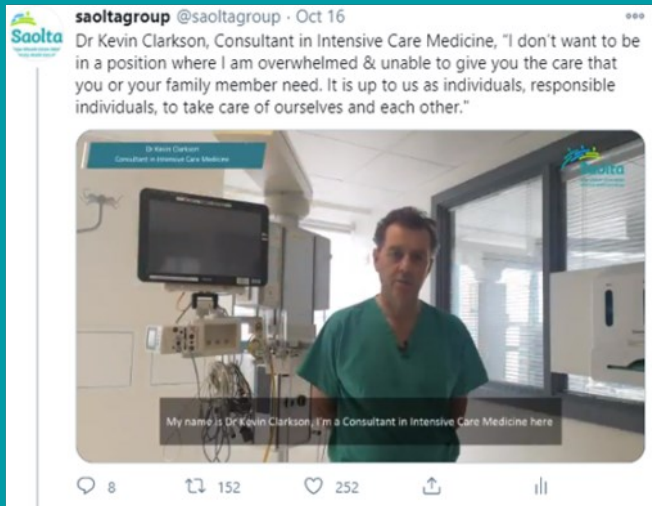 saoltagroup @saoltagroup · Oct 16
Saolta
Dr Kevin Clarkson, Consultant in Intensive Care Medicine, "I don't want to be
in a position where I am overwhelmed & unable to give you the care that
you or your family member need. It is up to us as individuals, responsible
individuals, to take care of ourselves and each other."
Dr Kevin Clarkson
Consultant in Intensive Care Medicine
Saolta
My name is Dr Kevin Clarkson, I'm a Consultant in Intensive Care Medicine here
8 152 252